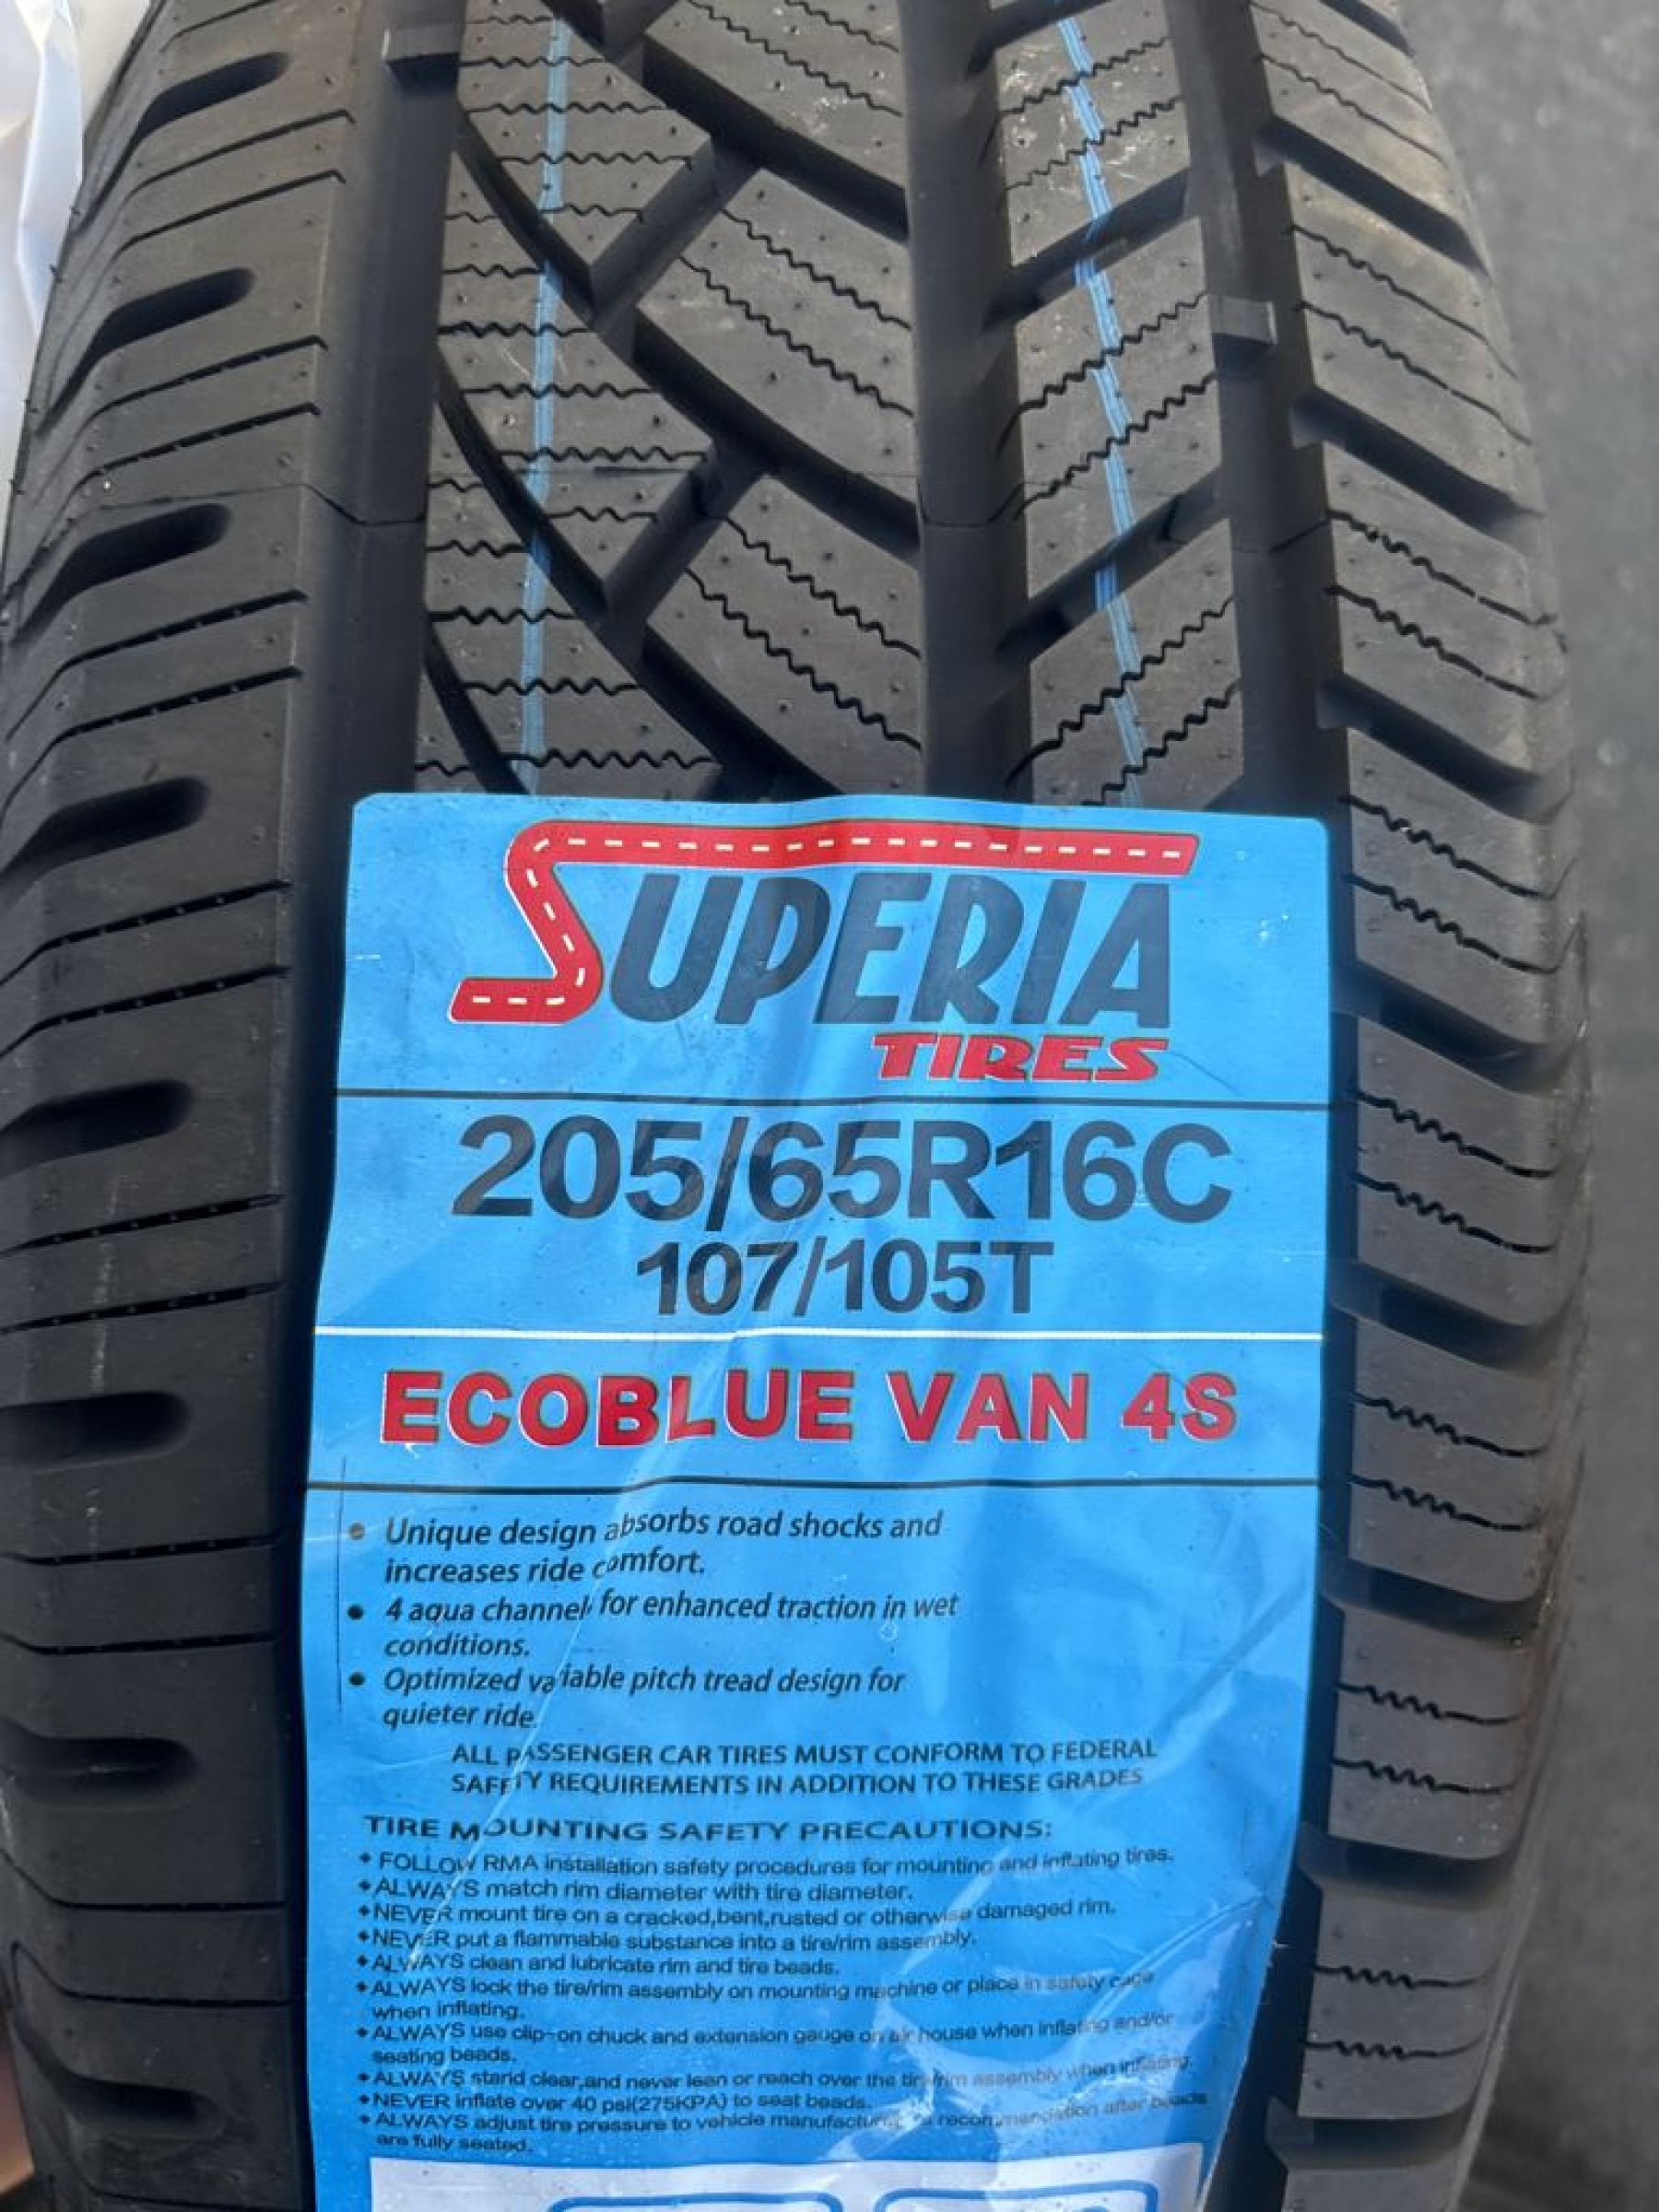 SUPERIA
TIRES
205/65R16C
107/105T
ECOBLUE VAN 4S
• Unique design absorbs road shocks and
increases ride comfort.
• 4 aqua channel for enhanced traction in wet
conditions.
• Optimized variable pitch tread design for
quieter ride.
ALL PASSENGER CAR TIRES MUST CONFORM TO FEDERAL
SAFETY REQUIREMENTS IN ADDITION TO THESE GRADES
TIRE MOUNTING SAFETY PRECAUTIONS:
◆ FOLLOW RMA installation safety procedures for mounting and inflating tires.
◆ ALWAYS match rim diameter with tire diameter.
◆ NEVER mount tire on a cracked,bent,rusted or otherwise damaged rim.
◆ NEVER put a flammable substance into a tire/rim assembly.
◆ ALWAYS clean and lubricate rim and tire beads.
◆ ALWAYS lock the tire/rim assembly on mounting machine or place in safety cage
when inflating.
◆ ALWAYS use clip-on chuck and extension gauge on air house when inflating and/or
seating beads.
◆ ALWAYS stand clear,and never lean or reach over the tire/rim assembly when inflating.
◆ NEVER inflate over 40 psi(275KPA) to seat beads.
◆ ALWAYS adjust tire pressure to vehicle manufacturer recommendation after beads
are fully seated.